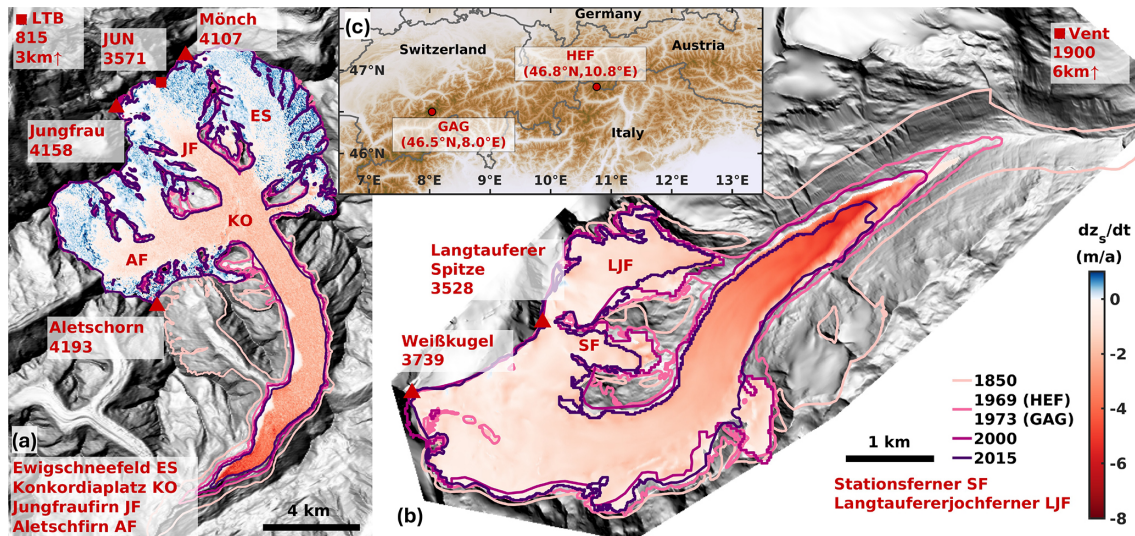 LTB
815
3km↑
JUN
3571
Mönch
4107
Jungfrau
4158
ES
JF
KO
AF
Aletschorn
4193
(a)
Ewigschneefeld ES
Konkordiaplatz KO
Jungfraufirn JF
Aletschfirn AF
4 km
(c)
Germany
Switzerland
Austria
Italy
HEF
(46.8°N,10.8°E)
GAG
(46.5°N,8.0°E)
47°N
46°N
7°E
8°E
9°E
10°E
11°E
12°E
13°E
Vent
1900
6km↑
Langtauferer
Spitze
3528
Weißkugel
3739
LJF
SF
(b)
1 km
1850
1969 (HEF)
1973 (GAG)
2000
2015
Stationsferner SF
Langtaufererjochferner LJF
dzs/dt
(m/a)
0
-2
-4
-6
-8